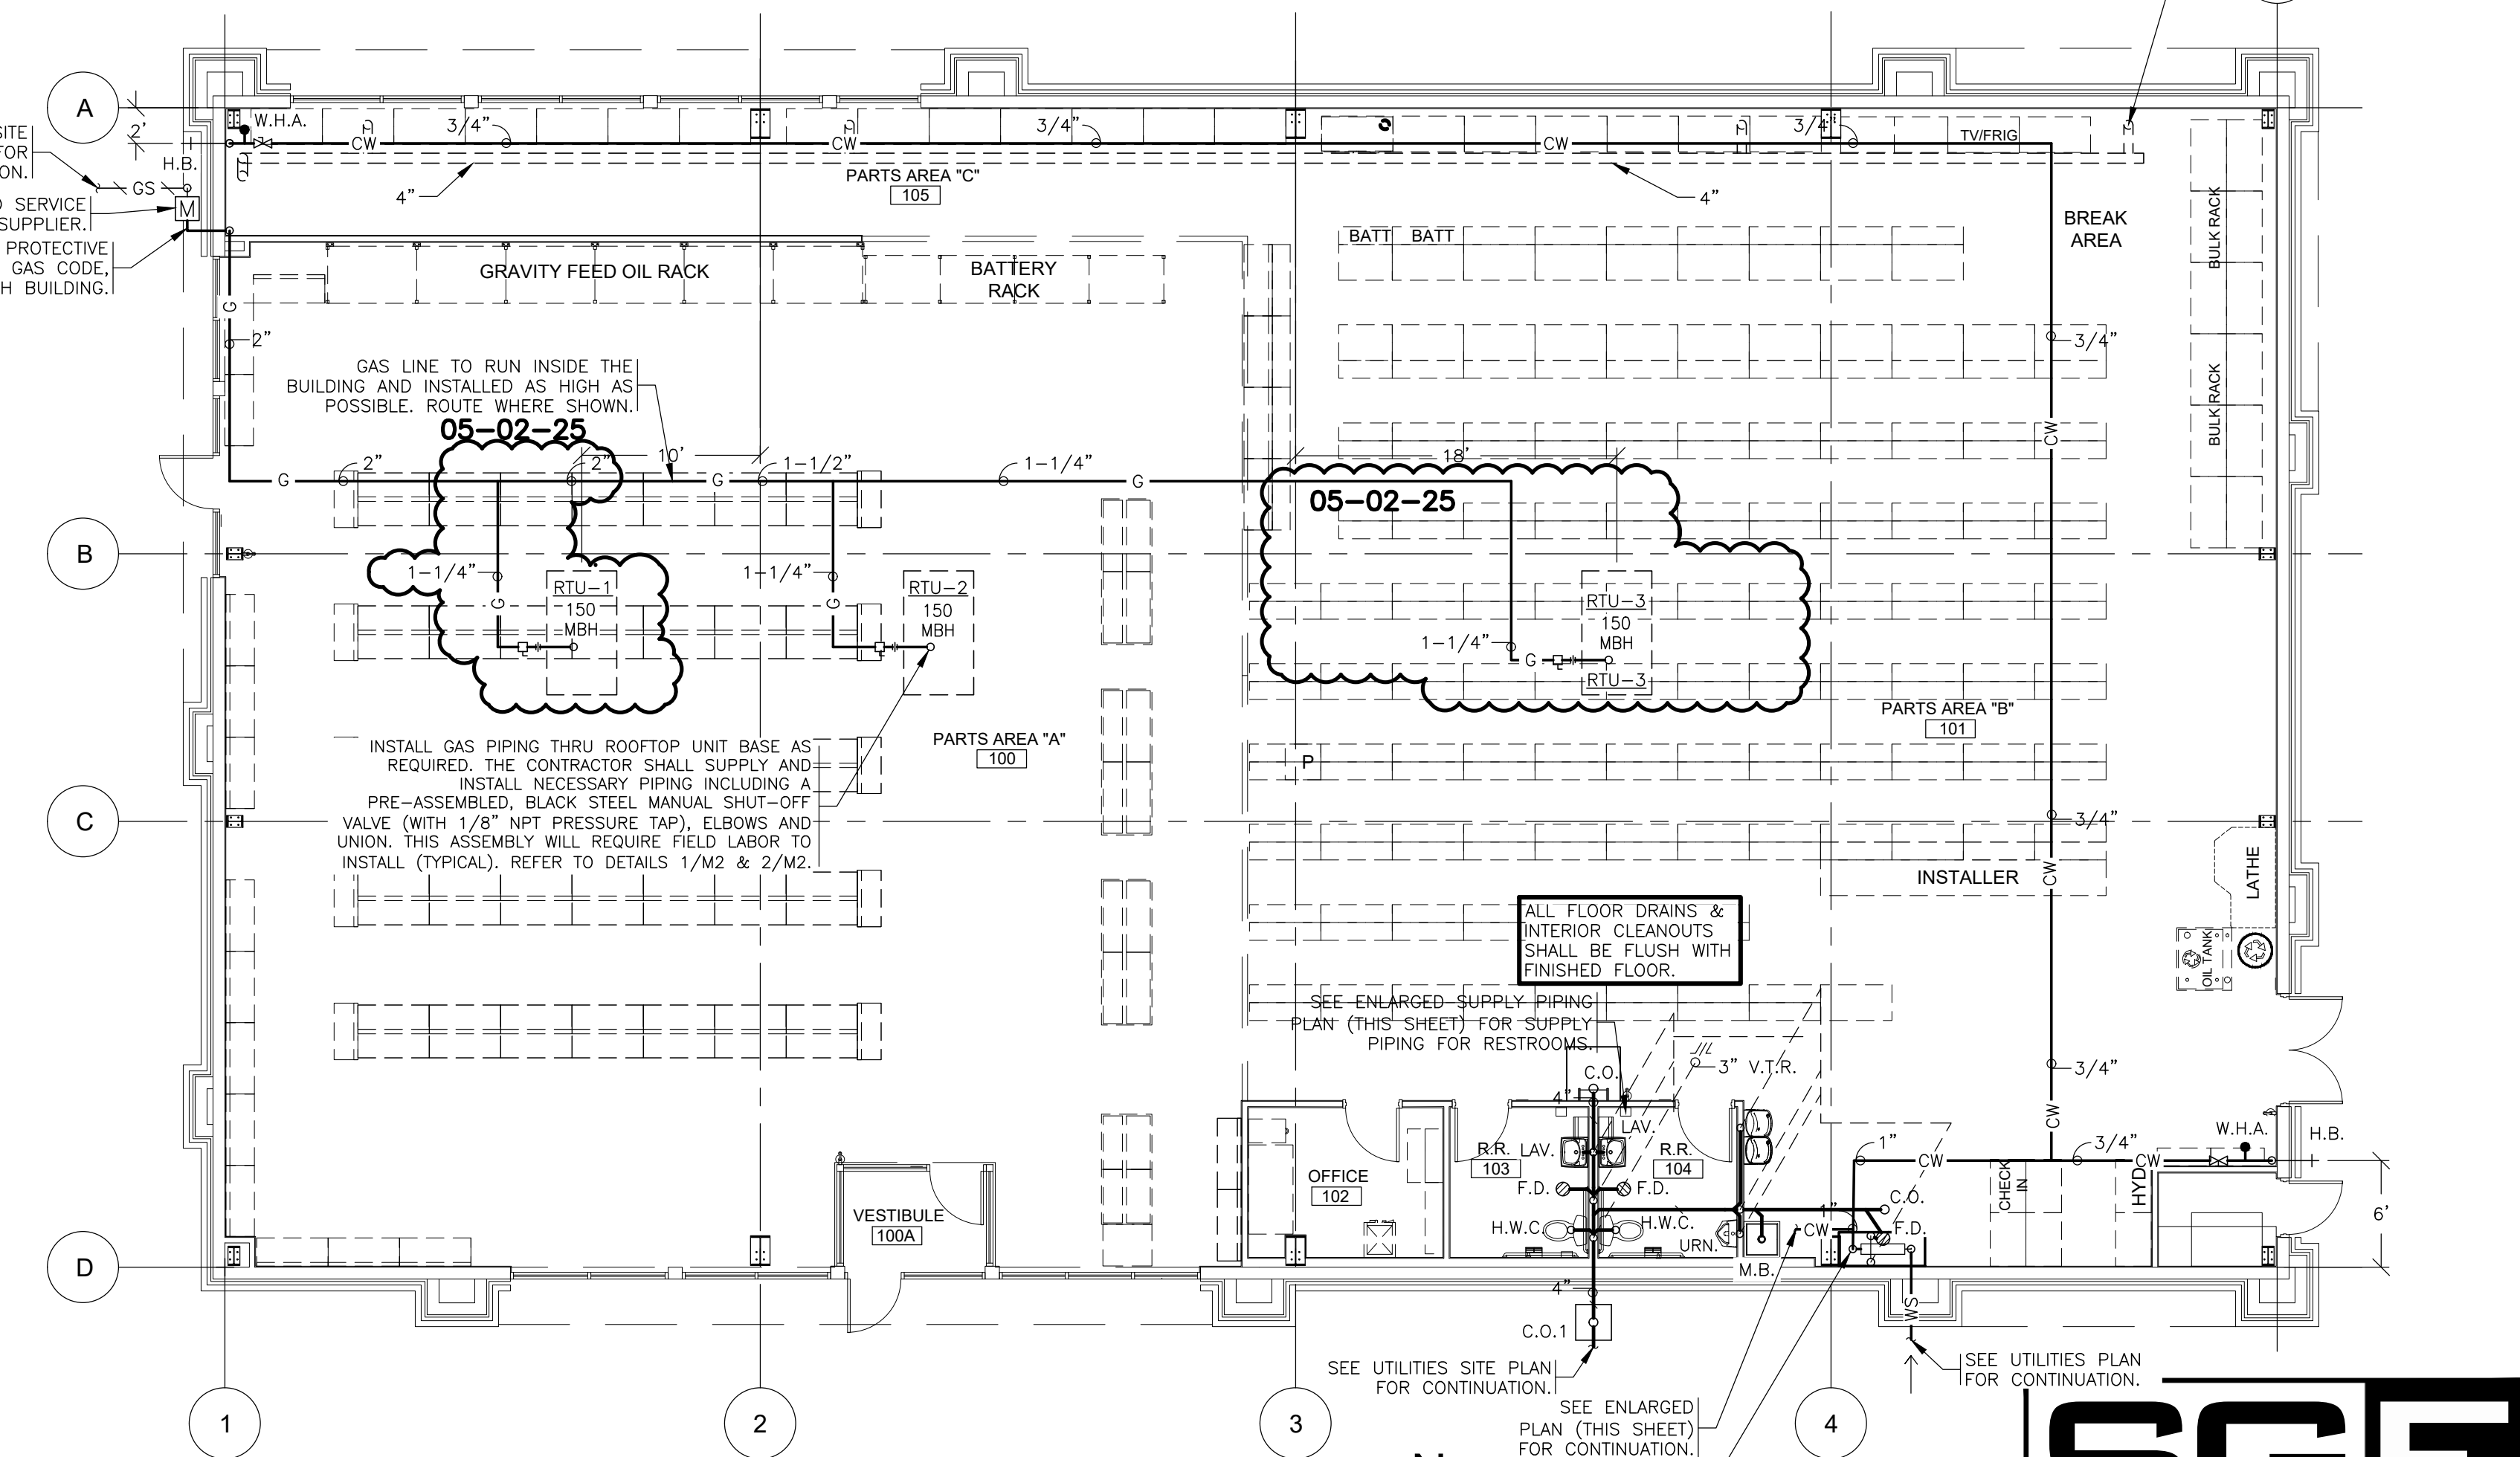 A
2'
SITE
FOR
ON.
GS
SERVICE
SUPPLIER.
M
PROTECTIVE
GAS CODE,
H BUILDING.
H.B.
W.H.A.
CW
3/4"
CW
3/4"
CW
3/4"
TV/FRIG
4"
PARTS AREA "C"
105
4"
BREAK
AREA
BULK RACK
BATT BATT
GRAVITY FEED OIL RACK
BATTERY
RACK
G
2"
3/4"
GAS LINE TO RUN INSIDE THE
BUILDING AND INSTALLED AS HIGH AS
POSSIBLE. ROUTE WHERE SHOWN.
BULK RACK
CW
05-02-25
G
2"
2"
10'
G
1-1/2"
1-1/4"
G
18'
05-02-25
B
1-1/4"
G
RTU-1
150
MBH
1-1/4"
G
RTU-2
150
MBH
1-1/4"
G
RTU-3
150
MBH
RTU-3
PARTS AREA "B"
101
PARTS AREA "A"
100
P
INSTALL GAS PIPING THRU ROOFTOP UNIT BASE AS
REQUIRED. THE CONTRACTOR SHALL SUPPLY AND
INSTALL NECESSARY PIPING INCLUDING A
PRE-ASSEMBLED, BLACK STEEL MANUAL SHUT-OFF
VALVE (WITH 1/8" NPT PRESSURE TAP), ELBOWS AND
UNION. THIS ASSEMBLY WILL REQUIRE FIELD LABOR TO
INSTALL (TYPICAL). REFER TO DETAILS 1/M2 & 2/M2.
C
3/4"
CW
INSTALLER
LATHE
OIL TANK
ALL FLOOR DRAINS &
INTERIOR CLEANOUTS
SHALL BE FLUSH WITH
FINISHED FLOOR.
SEE ENLARGED SUPPLY PIPING
PLAN (THIS SHEET) FOR SUPPLY
PIPING FOR RESTROOMS.
3" V.T.R.
3/4"
C.O.
4"
CW
LAV.
R.R.
103
LAV.
R.R.
104
1"
CW
3/4"
CW
W.H.A.
H.B.
OFFICE
102
F.D.
F.D.
CHECK
IN
HYD
VESTIBULE
100A
H.W.C.
H.W.C.
URN.
1"
CW
C.O.
F.D.
6'
D
M.B.
4"
WS
C.O.1
SEE UTILITIES SITE PLAN
FOR CONTINUATION.
SEE UTILITIES PLAN
FOR CONTINUATION.
SEE ENLARGED
PLAN (THIS SHEET)
FOR CONTINUATION.
1
2
3
4